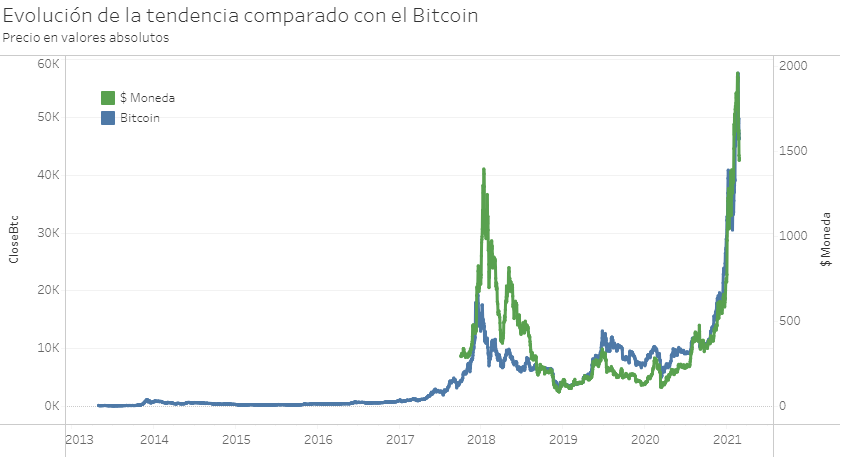 Evolución de la tendencia comparado con el Bitcoin
Precio en valores absolutos
60K
50K
40K
30K
20K
10K
0K
CloseBtc
$ Moneda
Bitcoin
2000
1500
1000
500
0
$ Moneda
2013
2014
2015
2016
2017
2018
2019
2020
2021